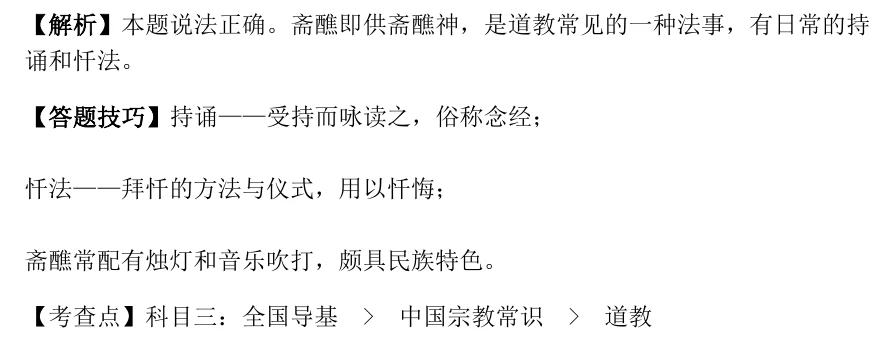 【解析】本题说法正确。斋醮即供斋醮神，是道教常见的一种法事，有日常的持
诵和忏法。
【答题技巧】持诵——受持而咏读之，俗称念经；
忏法——拜忏的方法与仪式，用以忏悔；
斋醮常配有烛灯和音乐吹打，颇具民族特色。
【考查点】科目三：全国导基 > 中国宗教常识 > 道教